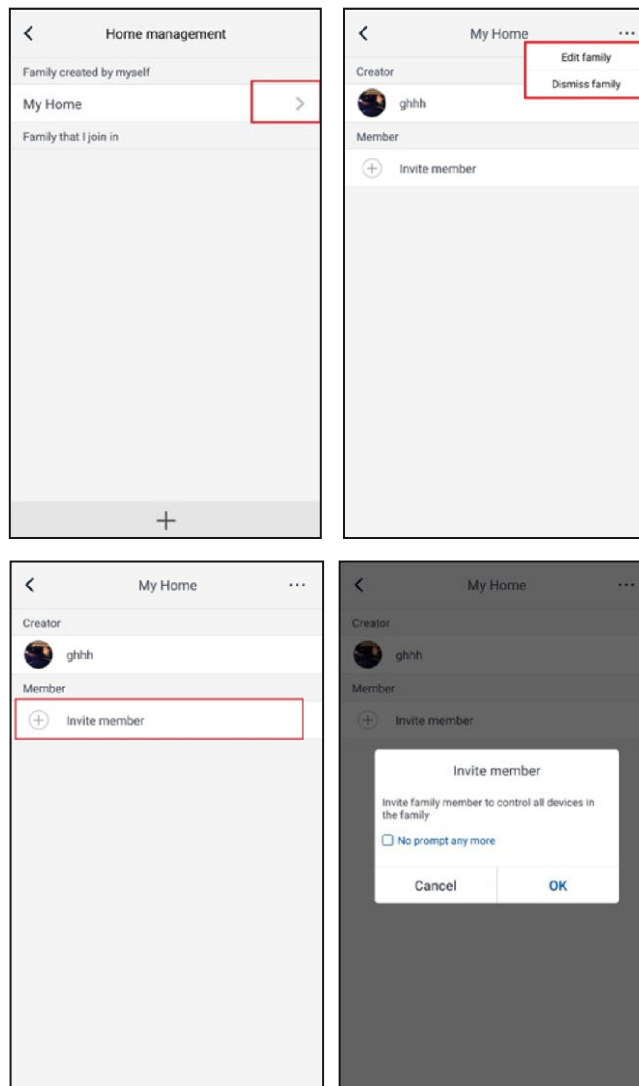 Home management
Family created by myself
My Home
Family that I join in
My Home
Edit family
Dismiss family
Creator
ghhh
Member
Invite member
My Home
Creator
ghhh
Member
Invite member
My Home
Creator
ghhh
Member
Invite member
Invite member
Invite family member to control all devices in
the family
No prompt any more
Cancel OK